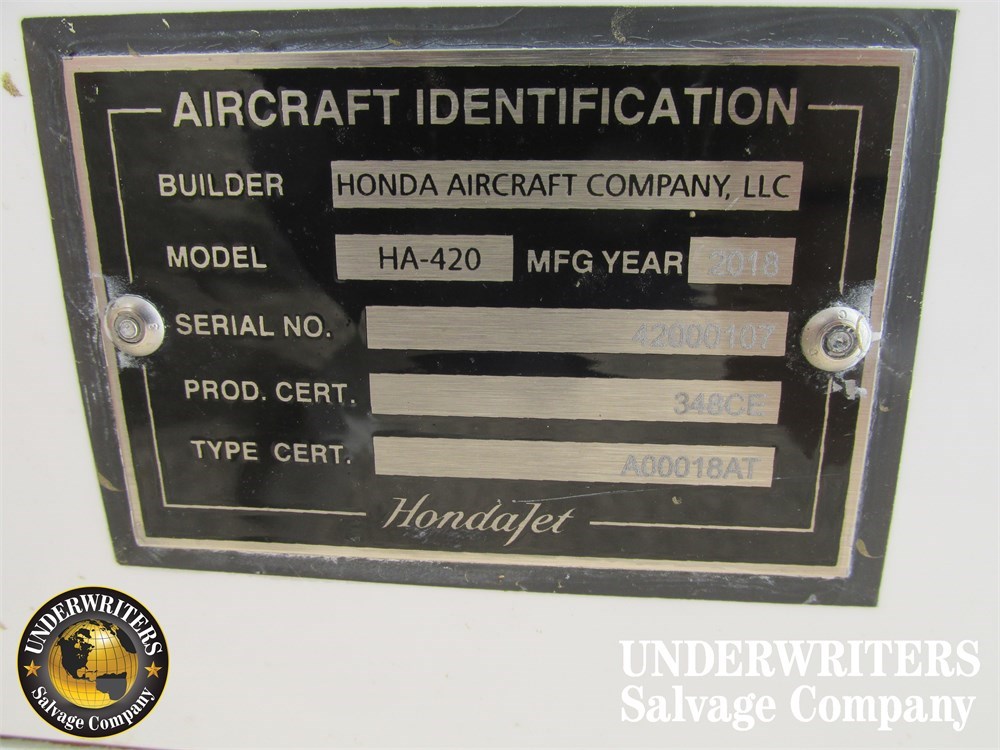 AIRCRAFT IDENTIFICATION
BUILDER HONDA AIRCRAFT COMPANY, LLC
MODEL HA-420 MFG YEAR 2018
SERIAL NO. 42000107
PROD. CERT. 348CE
TYPE CERT. A00018AT
HondaJet
UNDERWRITERS
Salvage Company
UNDERWRITERS
Salvage Company